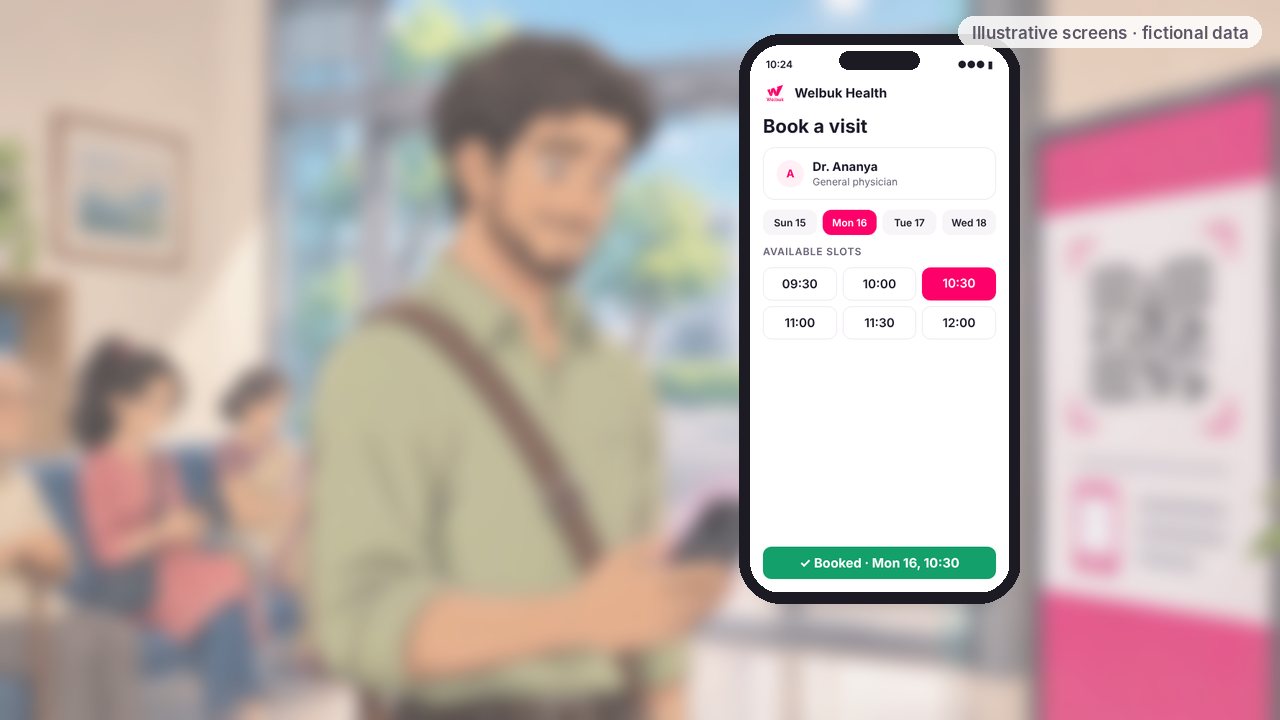 Illustrative screens · fictional data
10:24
Welbuk
Welbuk Health
Book a visit
A
Dr. Ananya
General physician
Sun 15
Mon 16
Tue 17
Wed 18
AVAILABLE SLOTS
09:30
10:00
10:30
11:00
11:30
12:00
✓ Booked · Mon 16, 10:30